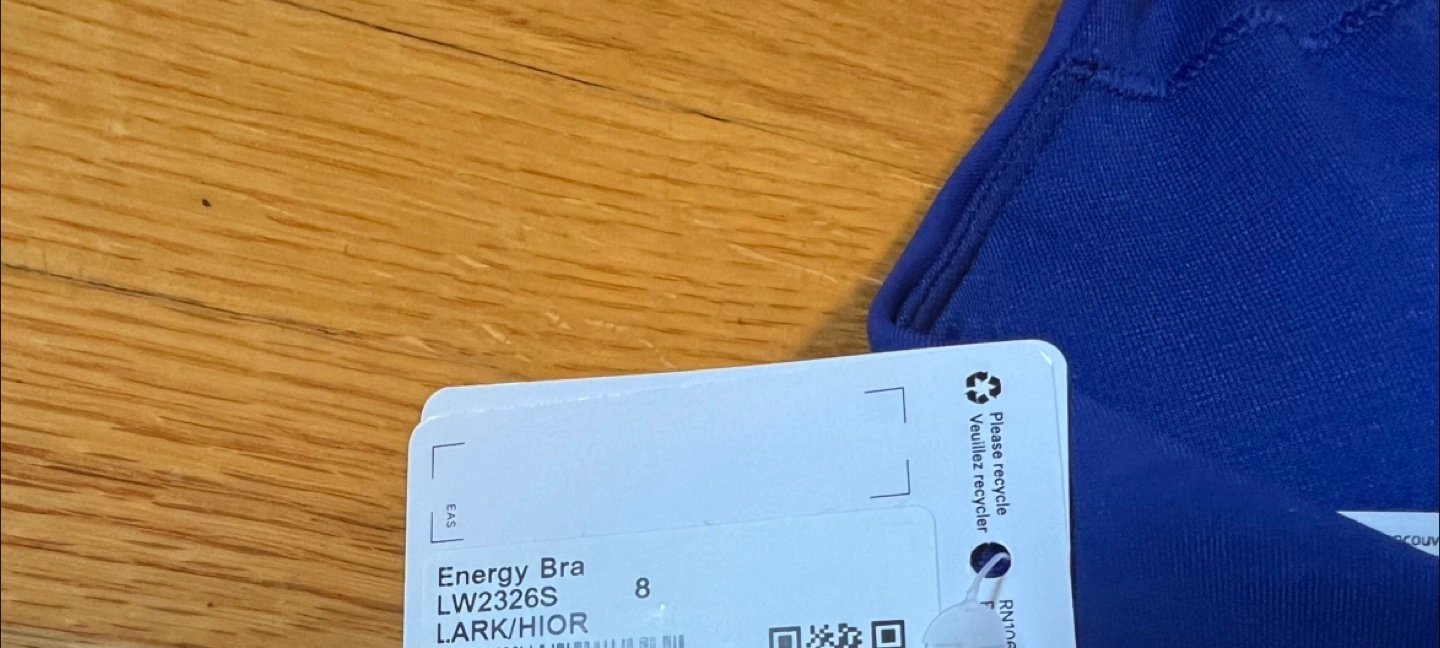 Please recycle
Veuillez recycler
EAS
Energy Bra
LW2326S 8
LARK/HIOR